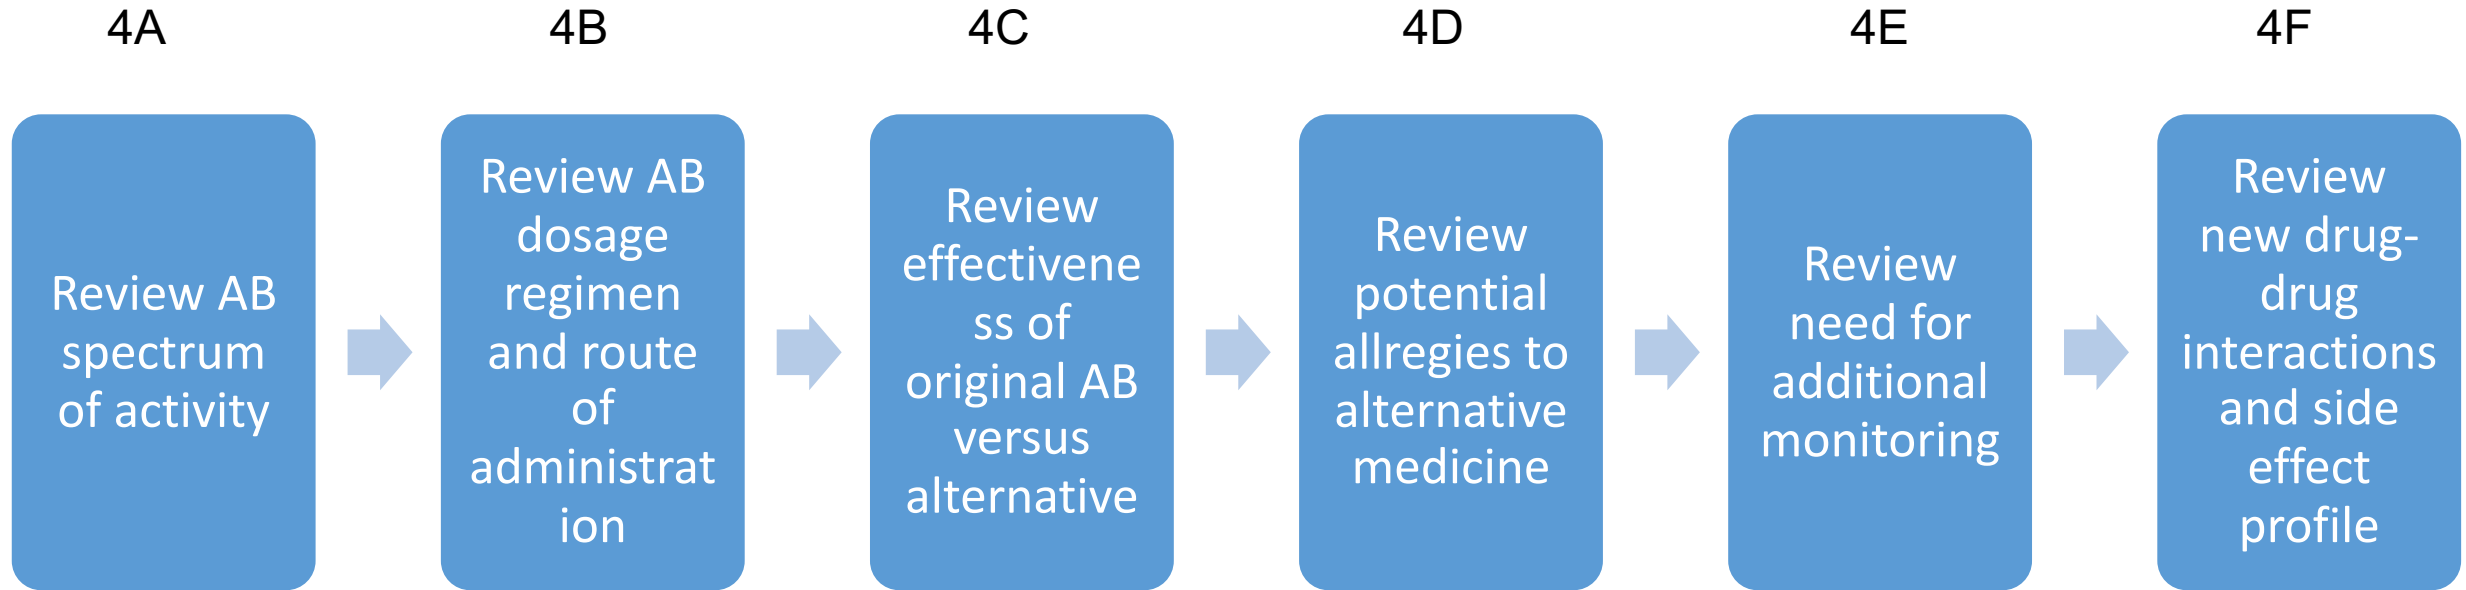 4A
4B
4C
4D
4E
4F
Review AB
spectrum
of activity
Review AB
dosage
regimen
and route
of
administrat
ion
Review
effectivene
ss of
original AB
versus
alternative
Review
potential
allregies to
alternative
medicine
Review
need for
additional
monitoring
Review
new drug-
drug
interactions
and side
effect
profile